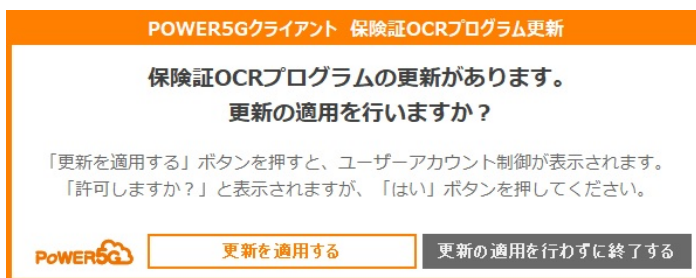 POWER5Gクライアント 保険証OCRプログラム更新
保険証OCRプログラムの更新があります。
更新の適用を行いますか？
「更新を適用する」ボタンを押すと、ユーザーアカウント制御が表示されます。
「許可しますか？」と表示されますが、「はい」ボタンを押してください。
POWER5G 更新を適用する 更新の適用を行わずに終了する